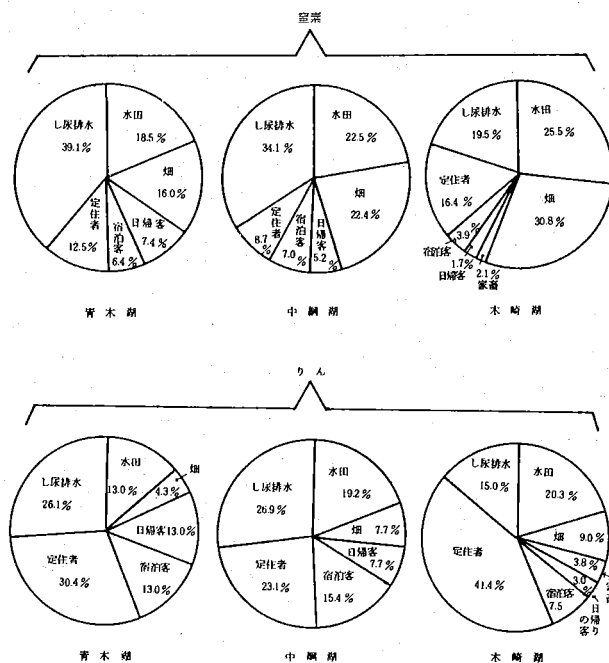 窒素
し尿排水
39.1%
水田
18.5%
畑
16.0%
日帰客
7.4%
宿泊客
6.4%
定住者
12.5%
青木湖
し尿排水
34.1%
水田
22.5%
畑
22.4%
日帰客
5.2%
宿泊客
7.0%
定住者
8.7%
中綱湖
し尿排水
19.5%
水田
25.5%
畑
30.8%
家畜
2.1%
日帰客
1.7%
宿泊客
3.9%
定住者
16.4%
木崎湖
りん
し尿排水
26.1%
水田
13.0%
畑
4.3%
日帰客13.0%
宿泊客
13.0%
定住者
30.4%
青木湖
し尿排水
26.9%
水田
19.2%
畑 7.7%
日帰客
7.7%
宿泊客
15.4%
定住者
23.1%
中綱湖
し尿排水
15.0%
水田
20.3%
畑 9.0%
3.8%
3.0%
日帰り
の客
宿泊客
7.5
定住者
41.4%
木崎湖